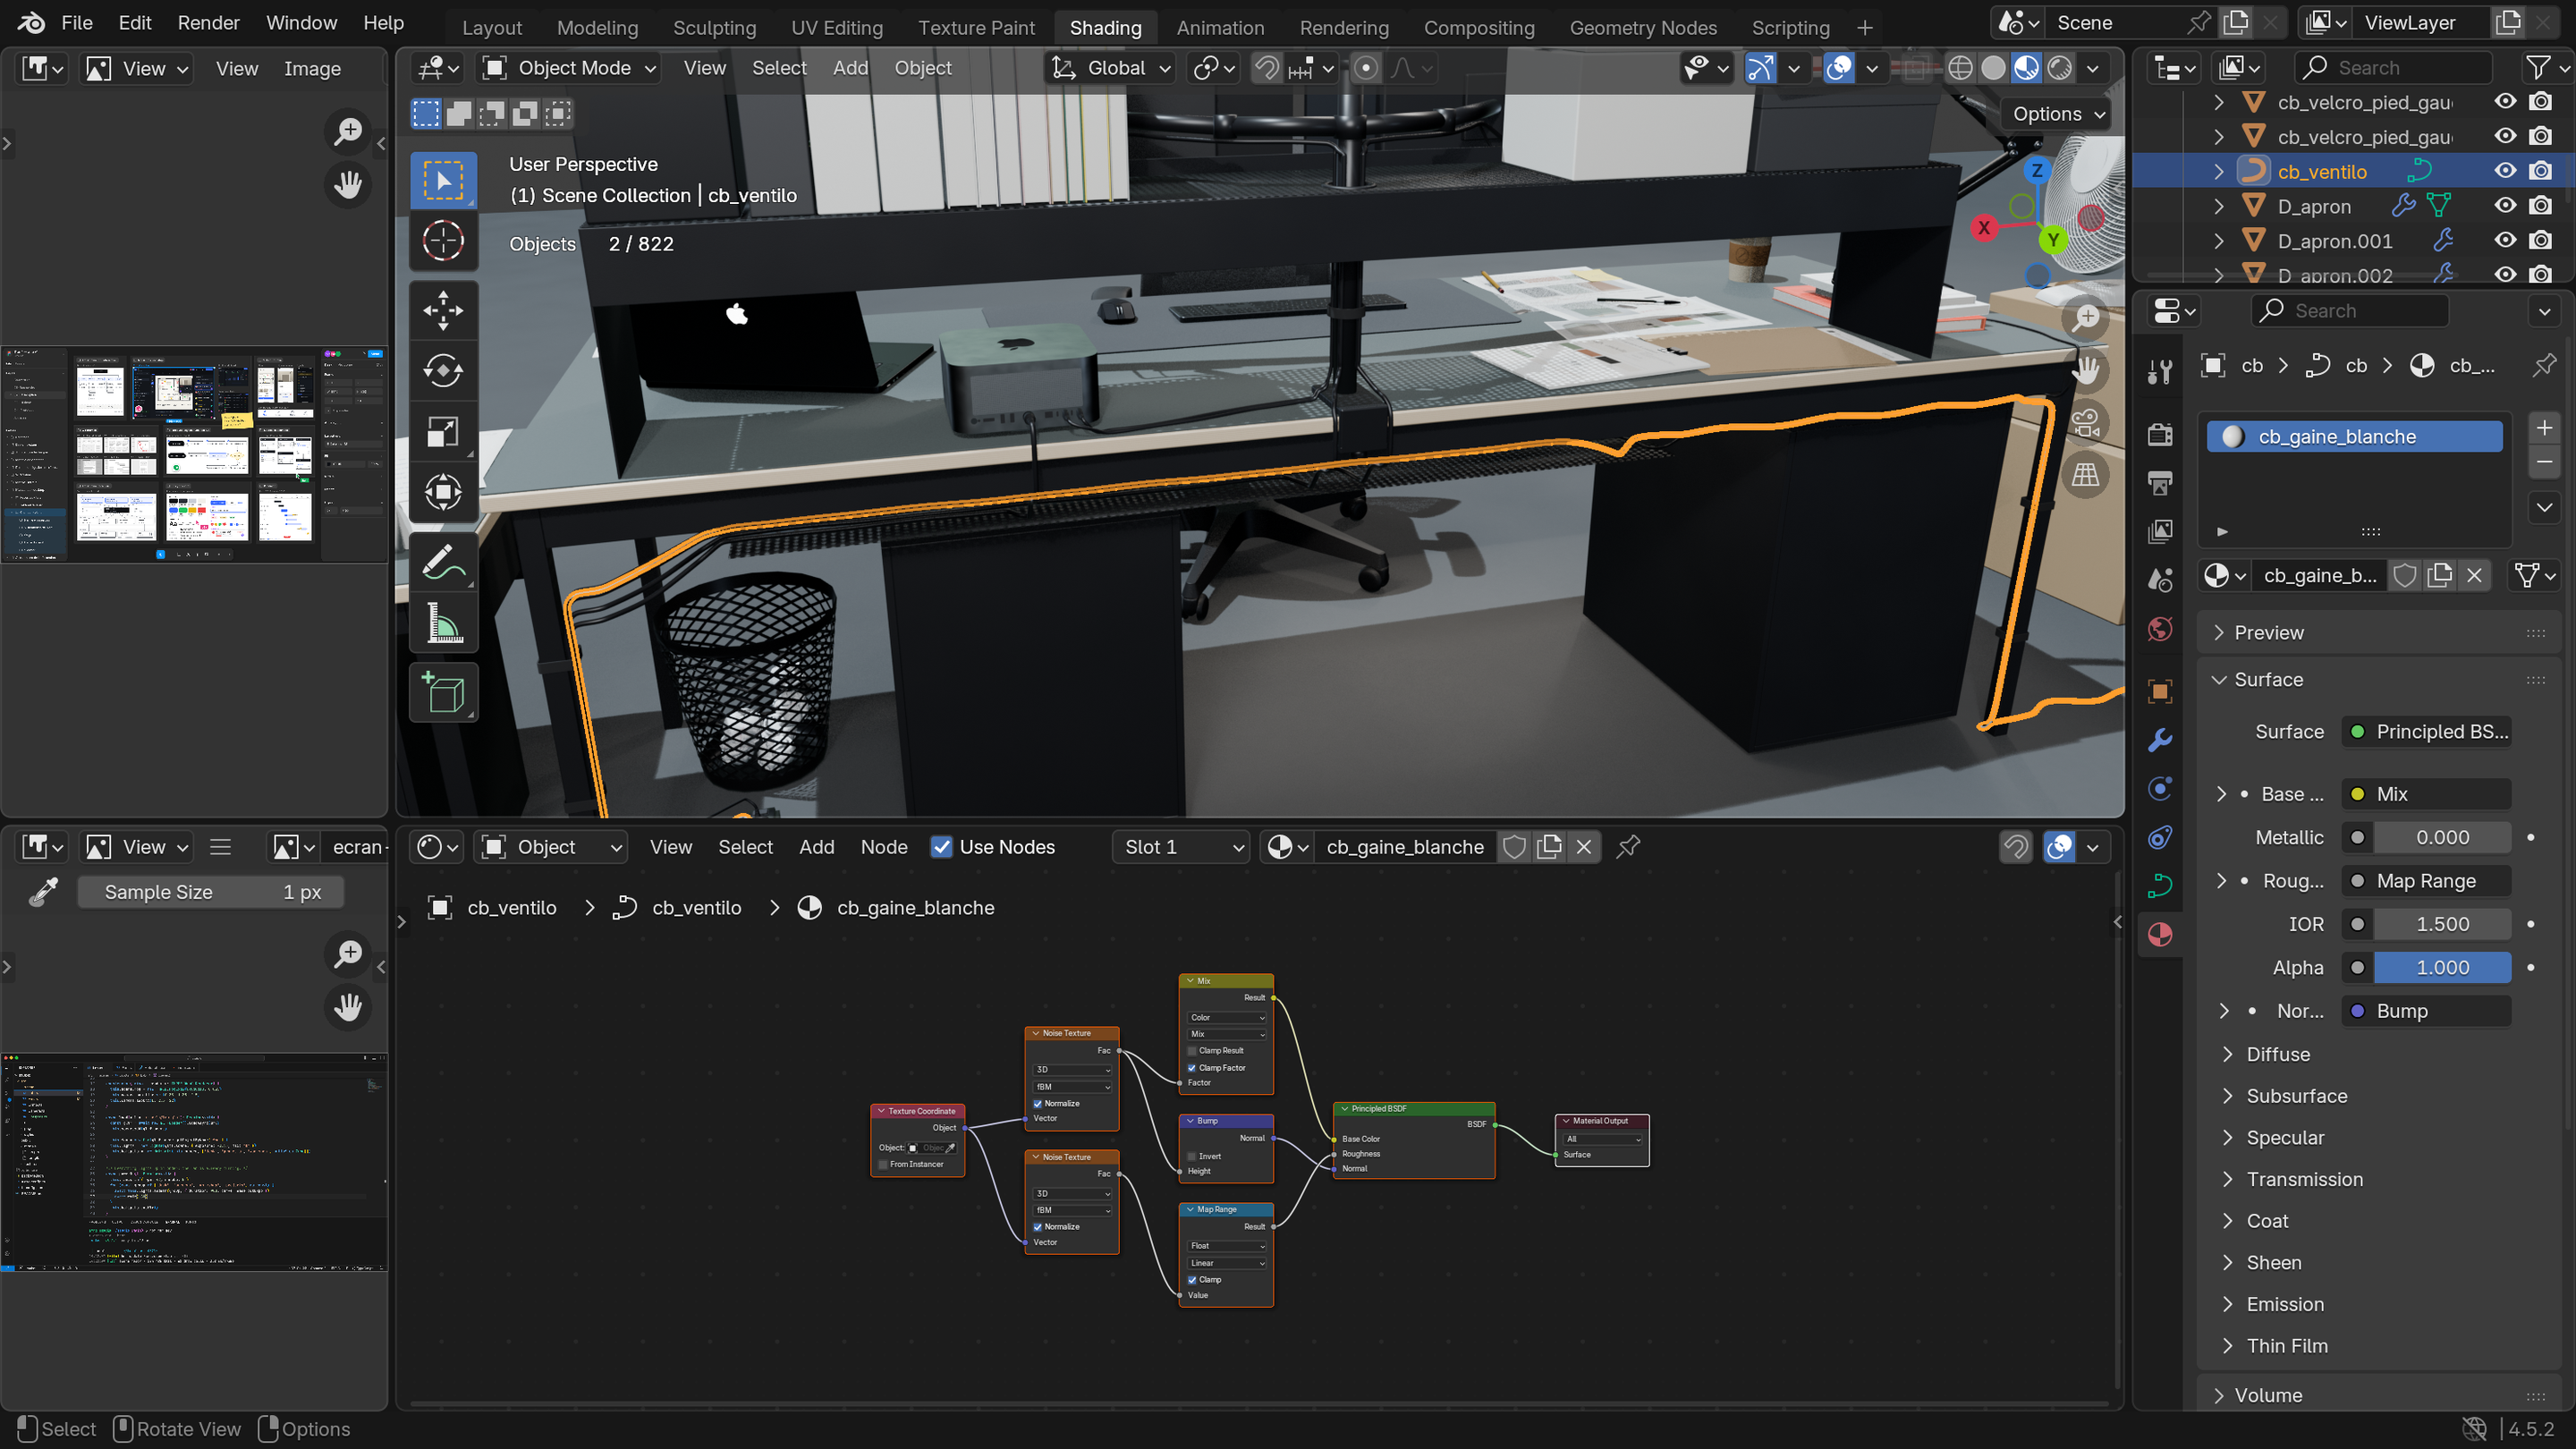 File Edit Render Window Help
Layout Modeling Sculpting UV Editing Texture Paint Shading Animation Rendering Compositing Geometry Nodes Scripting
Scene
ViewLayer
View View Image
Object Mode View Select Add Object
Global
Search
Options
User Perspective
(1) Scene Collection | cb_ventilo
Objects 2 / 822
Z
X
Y
cb_velcro_pied_gau
cb_velcro_pied_gau
cb_ventilo
D_apron
D_apron.001
D_apron.002
Search
cb cb cb_...
cb_gaine_blanche
cb_gaine_b...
Preview
Surface
Surface Principled BS...
Base ... Mix
Metallic 0.000
Roug... Map Range
IOR 1.500
Alpha 1.000
Nor... Bump
Diffuse
Subsurface
Specular
Transmission
Coat
Sheen
Emission
Thin Film
Volume
View ecran-
Sample Size 1 px
Object View Select Add Node Use Nodes Slot 1 cb_gaine_blanche
cb_ventilo cb_ventilo cb_gaine_blanche
Texture Coordinate
Object
Object: Objec
From Instancer
Noise Texture
Fac
3D
fBM
Normalize
Vector
Noise Texture
Fac
3D
fBM
Normalize
Vector
Mix
Result
Color
Mix
Clamp Result
Clamp Factor
Factor
Bump
Normal
Invert
Height
Map Range
Result
Float
Linear
Clamp
Value
Principled BSDF
BSDF
Base Color
Roughness
Normal
Material Output
All
Surface
Select Rotate View Options
4.5.2